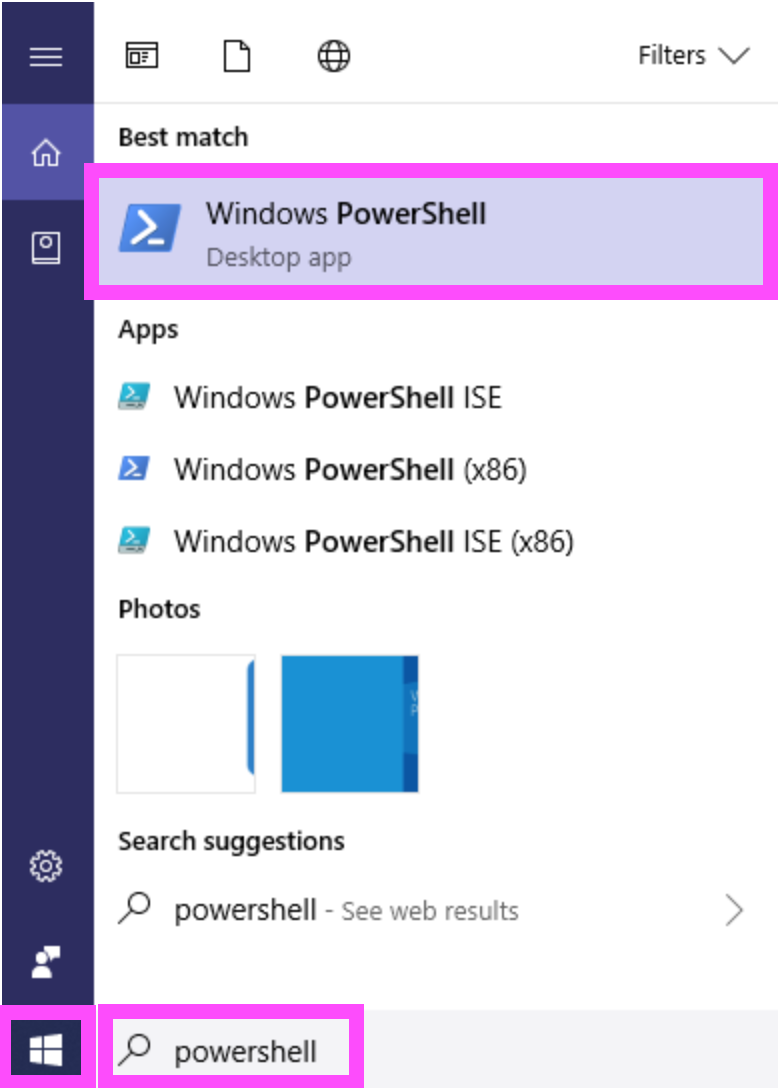 Filters
Best match
Windows PowerShell
Desktop app
Apps
Windows PowerShell ISE
Windows PowerShell (x86)
Windows PowerShell ISE (x86)
Photos
Search suggestions
powershell - See web results
powershell